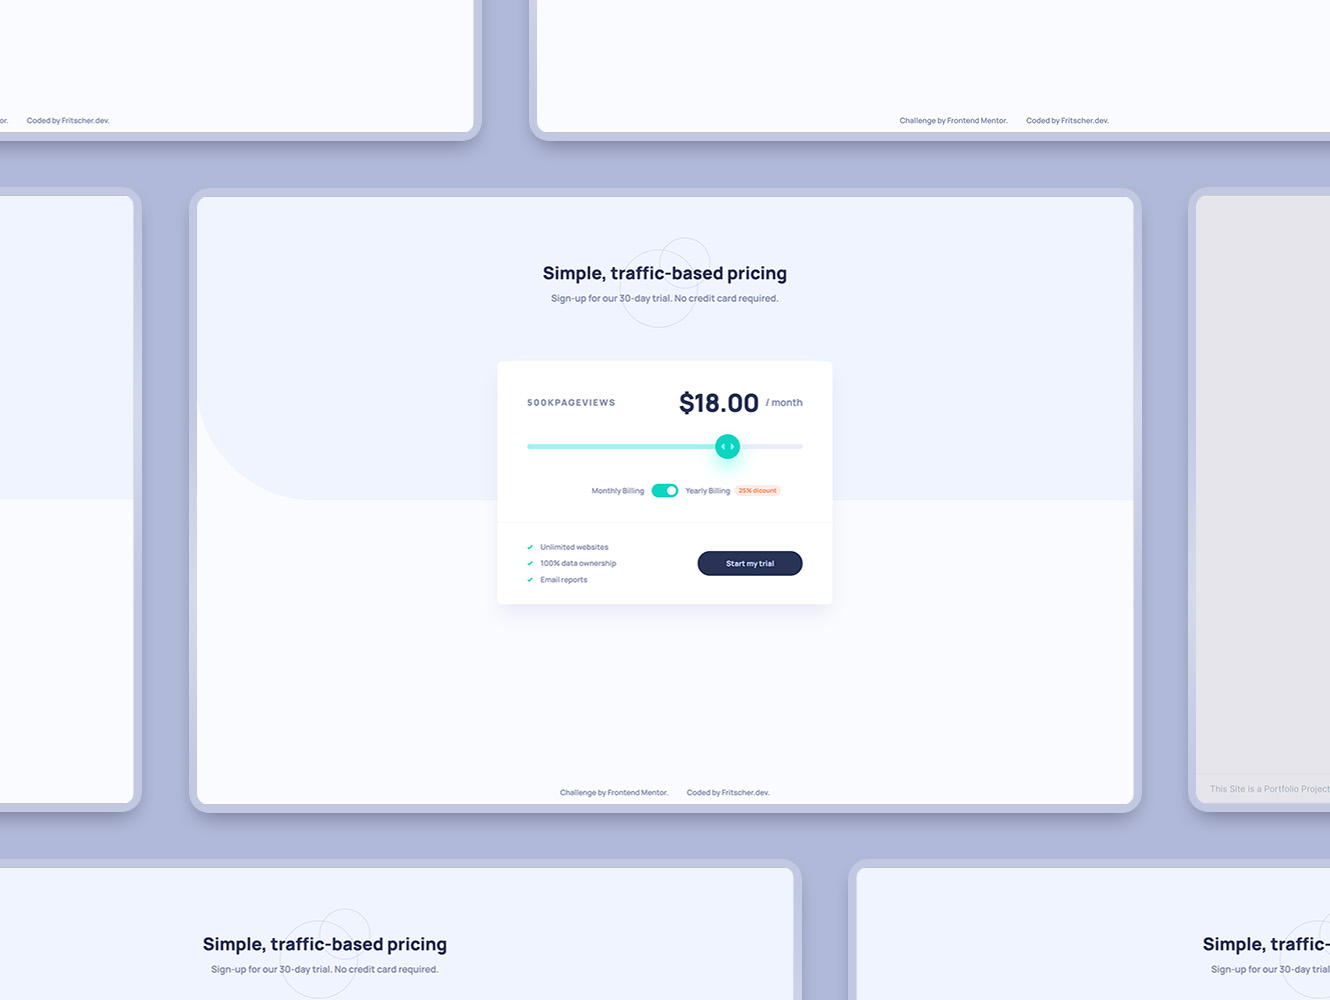 or.
Coded by Fritscher.dev.
Challenge by Frontend Mentor.
Coded by Fritscher.dev.
Simple, traffic-based pricing
Sign-up for our 30-day trial. No credit card required.
500KPAGEVIEWS
$18.00 / month
Monthly Billing
Yearly Billing
25% dicount
Unlimited websites
100% data ownership
Email reports
Start my trial
Challenge by Frontend Mentor.
Coded by Fritscher.dev.
This Site is a Portfolio Project
Simple, traffic-based pricing
Sign-up for our 30-day trial. No credit card required.
Simple, traffic-
Sign-up for our 30-day trial